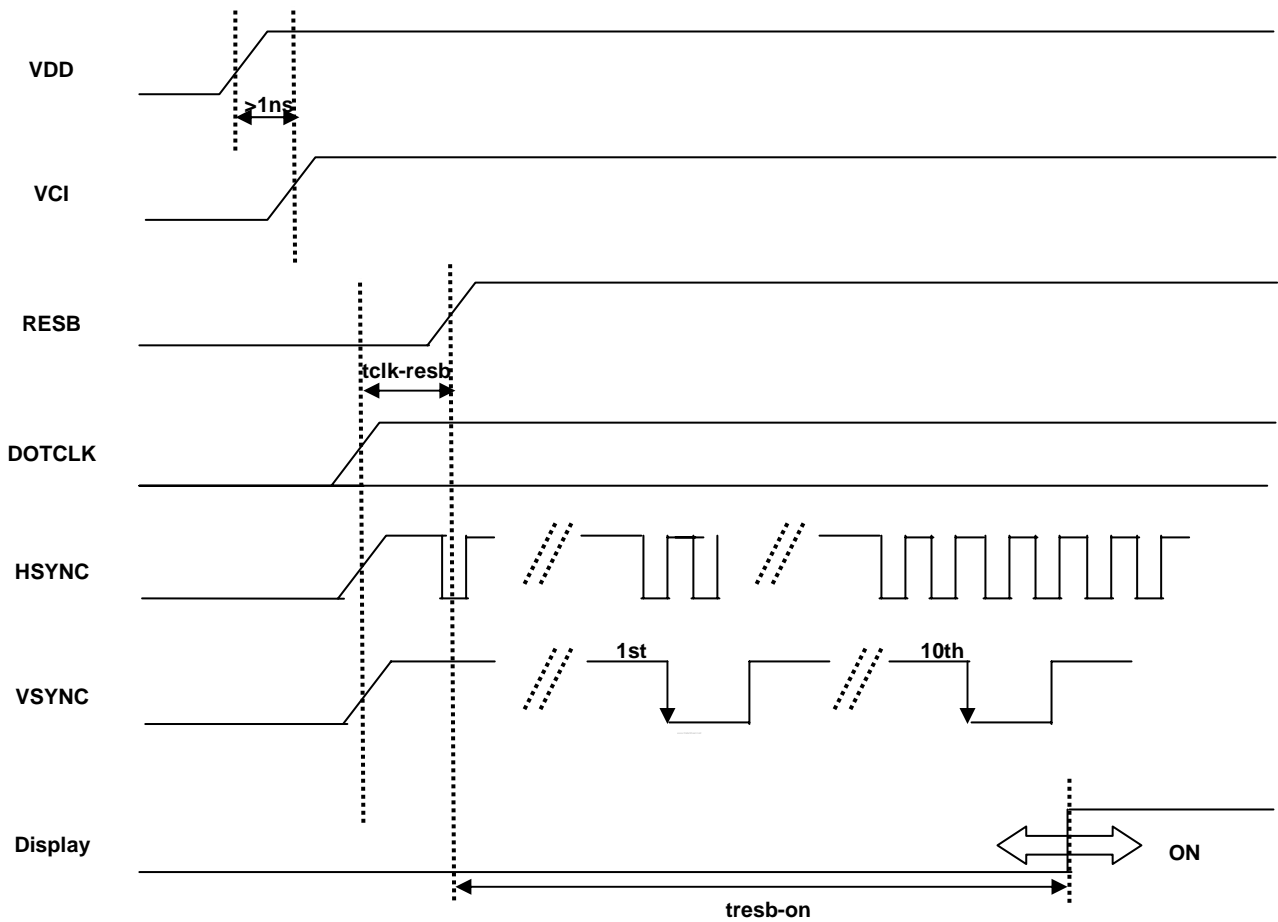 VDD
>1ns
VCI
RESB
tclk-resb
DOTCLK
HSYNC
VSYNC
1st
10th
Display
ON
tresb-on